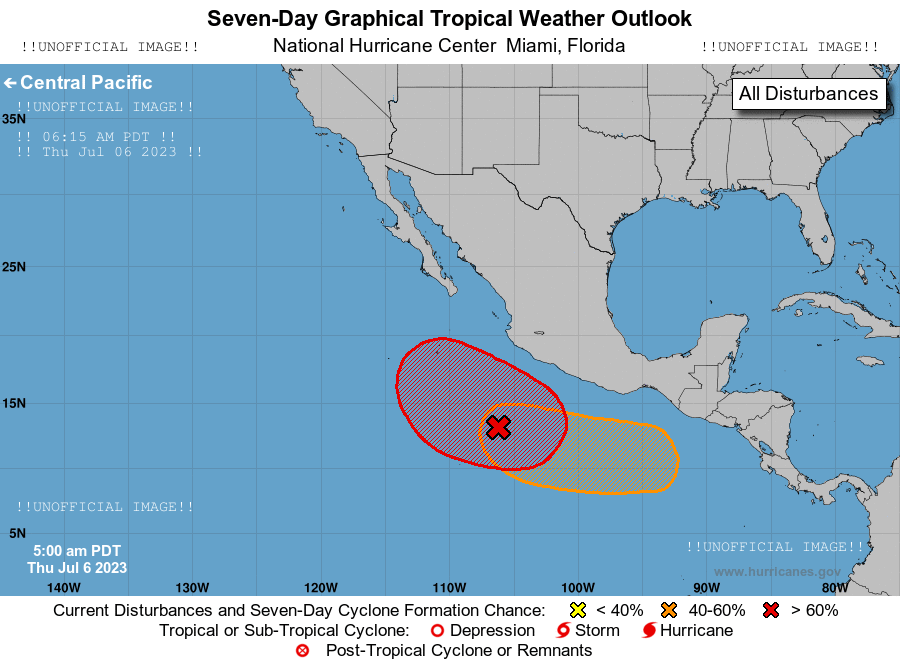 Seven-Day Graphical Tropical Weather Outlook
!!UNOFFICIAL IMAGE!! National Hurricane Center Miami, Florida !!UNOFFICIAL IMAGE!!
← Central Pacific
All Disturbances
!!UNOFFICIAL IMAGE!!
35N
!! 06:15 AM PDT !!
!! Thu Jul 06 2023 !!
25N
15N
!!UNOFFICIAL IMAGE!!
5N
5:00 am PDT
Thu Jul 6 2023
!!UNOFFICIAL IMAGE!!
www.hurricanes.gov
140W 130W 120W 110W 100W 90W 80W
Current Disturbances and Seven-Day Cyclone Formation Chance: < 40% 40-60% > 60%
Tropical or Sub-Tropical Cyclone: Depression Storm Hurricane
Post-Tropical Cyclone or Remnants